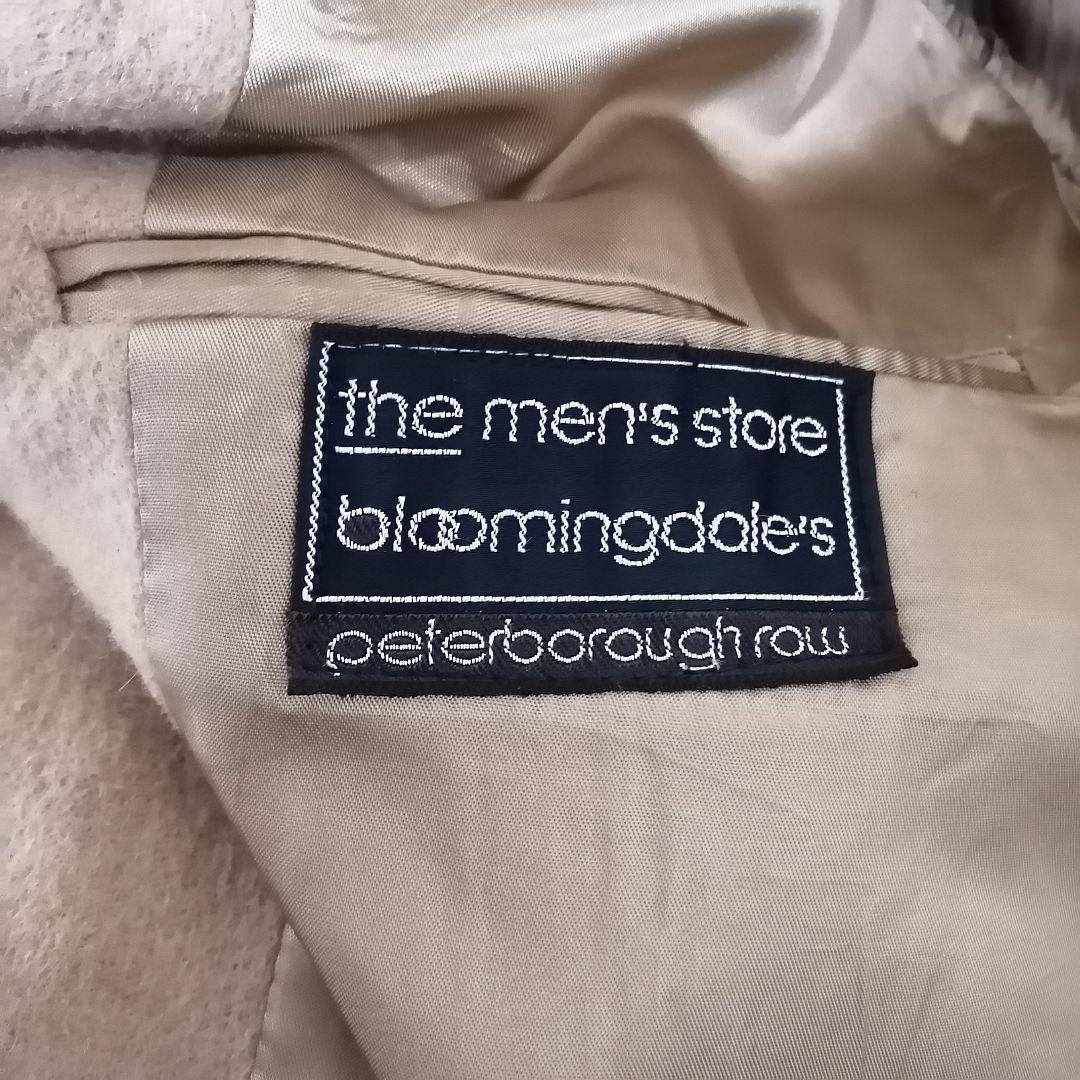 the men's store
bloomingdale's
peterborough row